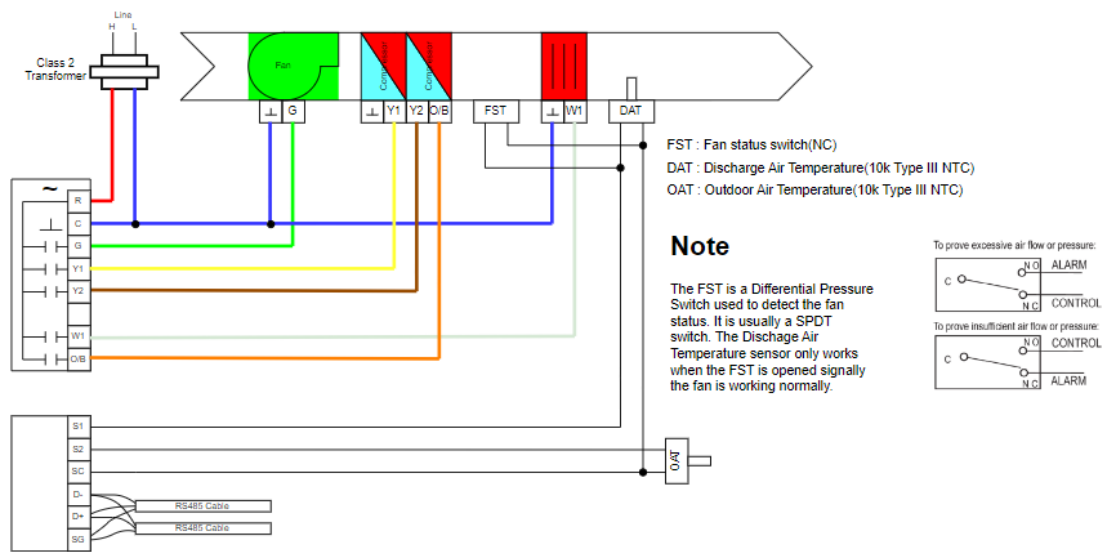 Line
H L
Class 2
Transformer
Fan
Compressor
Compressor
G
Y1 Y2 O/B
FST
W1
DAT
FST : Fan status switch(NC)
DAT : Discharge Air Temperature(10k Type III NTC)
OAT : Outdoor Air Temperature(10k Type III NTC)
~
R
C
G
Y1
Y2
W1
O/B
Note
The FST is a Differential Pressure
Switch used to detect the fan
status. It is usually a SPDT
switch. The Dischage Air
Temperature sensor only works
when the FST is opened signally
the fan is working normally.
To prove excessive air flow or pressure:
N O ALARM
C
N C CONTROL
To prove insufficient air flow or pressure:
N O CONTROL
C
N C ALARM
S1
S2
SC
D-
D+
SG
OAT
RS485 Cable
RS485 Cable